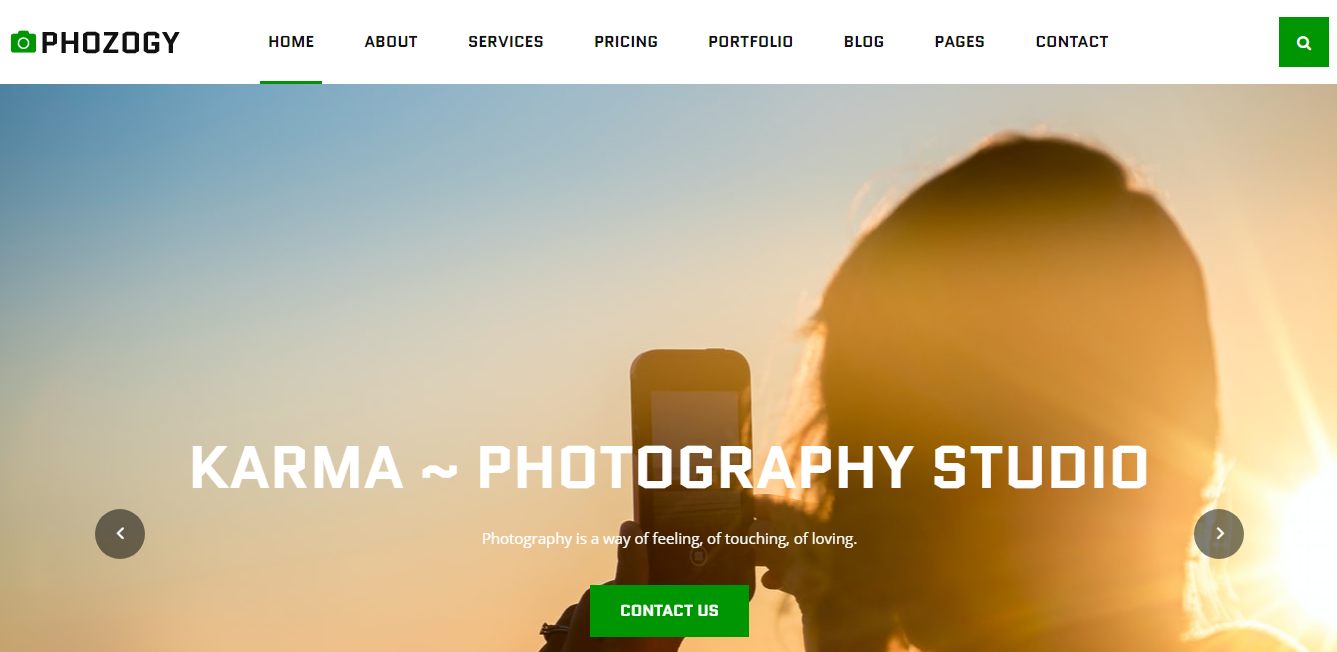 PHOZOGY
HOME ABOUT SERVICES PRICING PORTFOLIO BLOG PAGES CONTACT
KARMA ~ PHOTOGRAPHY STUDIO
Photography is a way of feeling, of touching, of loving.
CONTACT US